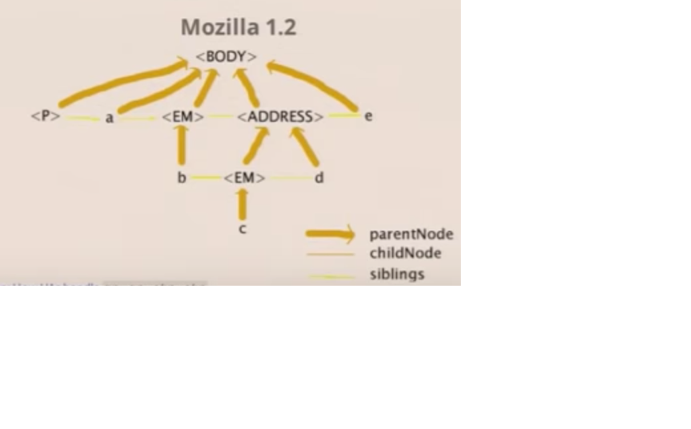 Mozilla 1.2
<BODY>
<P> a <EM> <ADDRESS> e
b <EM> d
c
parentNode
childNode
siblings